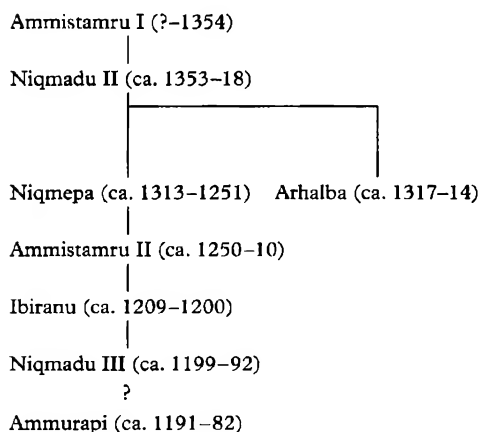 Ammistamru I (?–1354)
Niqmadu II (ca. 1353–18)
Niqmepa (ca. 1313–1251) Arhalba (ca. 1317–14)
Ammistamru II (ca. 1250–10)
Ibiranu (ca. 1209–1200)
Niqmadu III (ca. 1199–92)
?
Ammurapi (ca. 1191–82)